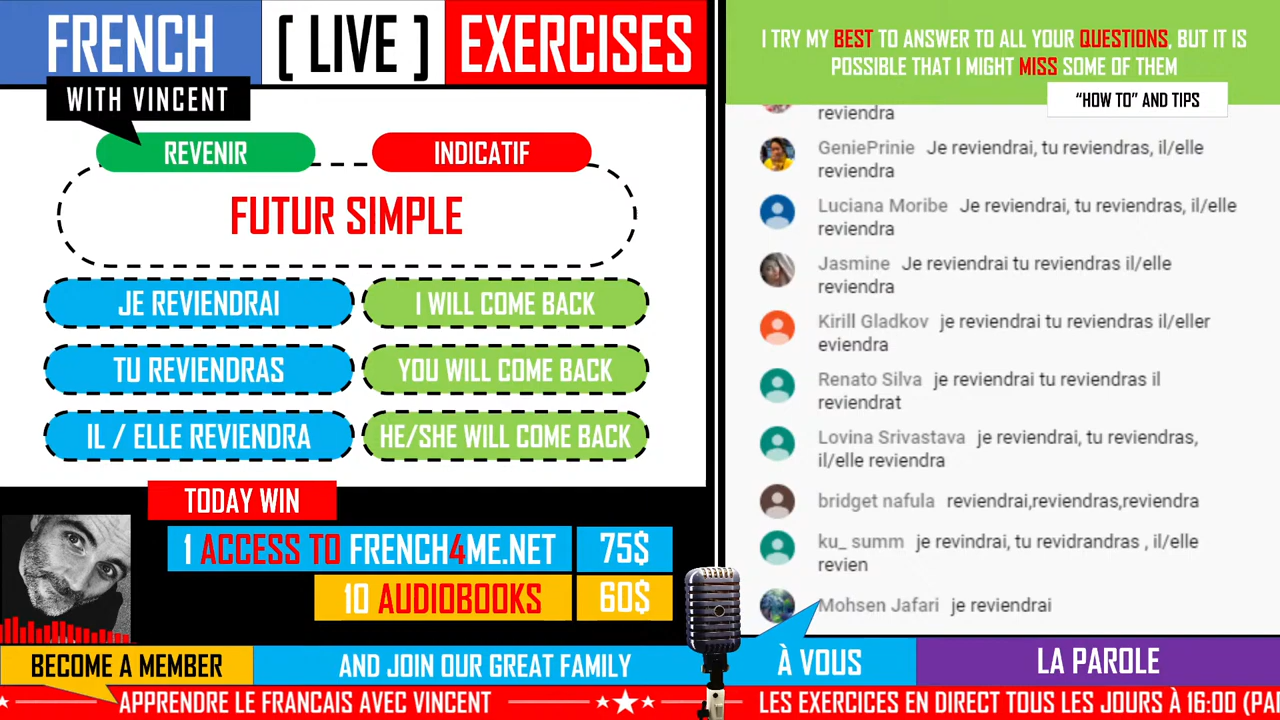 FRENCH [ LIVE ] EXERCISES
WITH VINCENT
REVENIR INDICATIF
FUTUR SIMPLE
JE REVIENDRAI I WILL COME BACK
TU REVIENDRAS YOU WILL COME BACK
IL / ELLE REVIENDRA HE/SHE WILL COME BACK
TODAY WIN
1 ACCESS TO FRENCH4ME.NET 75$
10 AUDIOBOOKS 60$
I TRY MY BEST TO ANSWER TO ALL YOUR QUESTIONS, BUT IT IS
POSSIBLE THAT I MIGHT MISS SOME OF THEM
“HOW TO” AND TIPS
reviendra
GeniePrinie Je reviendrai, tu reviendras, il/elle
reviendra
Luciana Moribe Je reviendrai, tu reviendras, il/elle
reviendra
Jasmine Je reviendrai tu reviendras il/elle
reviendra
Kirill Gladkov je reviendrai tu reviendras il/eller
eviendra
Renato Silva je reviendrai tu reviendras il
reviendrat
Lovina Srivastava je reviendrai, tu reviendras,
il/elle reviendra
bridget nafula reviendrai,reviendras,reviendra
ku_ summ je revindrai, tu revidrandras , il/elle
revien
Mohsen Jafari je reviendrai
BECOME A MEMBER AND JOIN OUR GREAT FAMILY À VOUS LA PAROLE
APPRENDRE LE FRANCAIS AVEC VINCENT LES EXERCICES EN DIRECT TOUS LES JOURS À 16:00 (PA